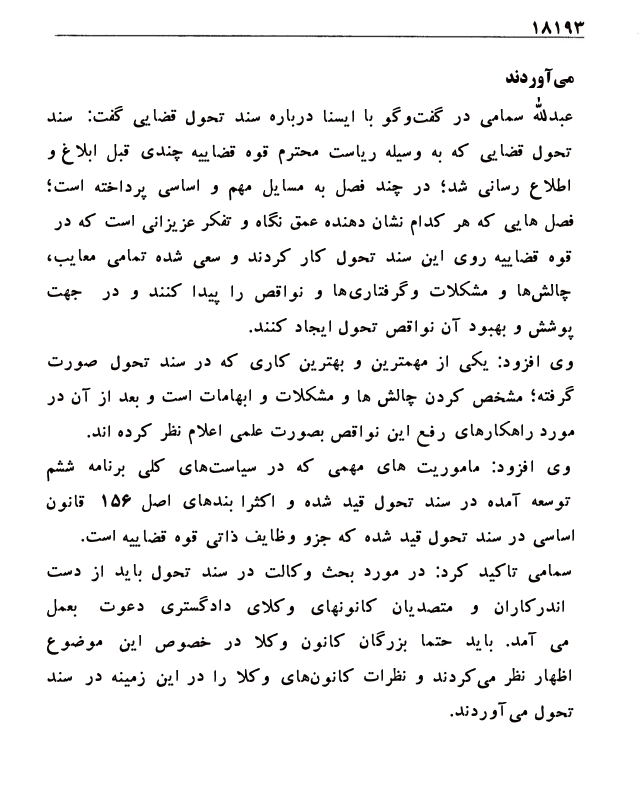 ۱۸۱۹۳
می‌آوردند
عبدالله سمامی در گفت‌وگو با ایسنا درباره سند تحول قضایی گفت: سند
تحول قضایی که به وسیله ریاست محترم قوه قضاییه چندی قبل ابلاغ و
اطلاع رسانی شد؛ در چند فصل به مسایل مهم و اساسی پرداخته است؛
فصل هایی که هر کدام نشان دهنده عمق نگاه و تفکر عزیزانی است که در
قوه قضاییه روی این سند تحول کار کردند و سعی شده تمامی معایب،
چالش‌ها و مشکلات وگرفتاری‌ها و نواقص را پیدا کنند و در جهت
پوشش و بهبود آن نواقص تحول ایجاد کنند.
وی افزود: یکی از مهمترین و بهترین کاری که در سند تحول صورت
گرفته؛ مشخص کردن چالش ها و مشکلات و ابهامات است و بعد از آن در
مورد راهکارهای رفع این نواقص بصورت علمی اعلام نظر کرده اند.
وی افزود: ماموریت های مهمی که در سیاست‌های کلی برنامه ششم
توسعه آمده در سند تحول قید شده و اکثرا بندهای اصل ۱۵۶ قانون
اساسی در سند تحول قید شده که جزو وظایف ذاتی قوه قضاییه است.
سمامی تاکید کرد: در مورد بحث وکالت در سند تحول باید از دست
اندرکاران و متصدیان کانونهای وکلای دادگستری دعوت بعمل
می آمد. باید حتما بزرگان کانون وکلا در خصوص این موضوع
اظهار نظر می‌کردند و نظرات کانون‌های وکلا را در این زمینه در سند
تحول می‌آوردند.